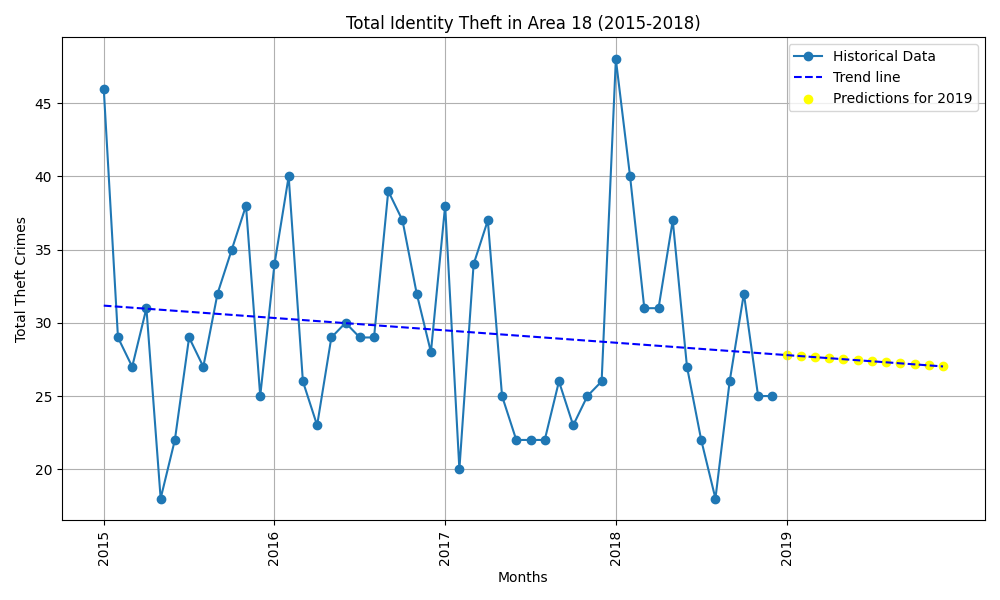 Total Identity Theft in Area 18 (2015-2018)
Historical Data
Trend line
Predictions for 2019
Total Theft Crimes
45
40
35
30
25
20
2015
2016
2017
2018
2019
Months